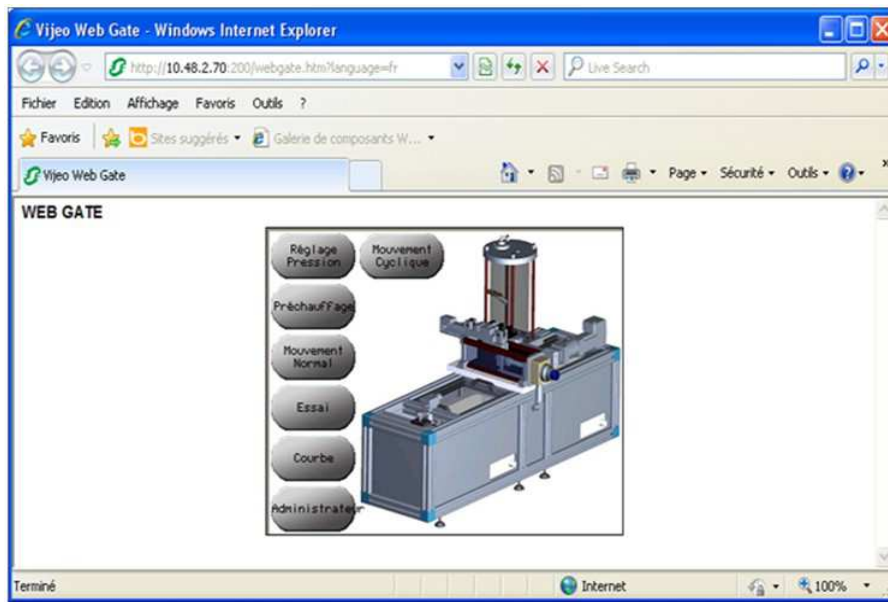 Vijeo Web Gate - Windows Internet Explorer
http://10.48.2.70:200/webgate.htm?language=fr
Live Search
Fichier Edition Affichage Favoris Outils ?
Favoris Sites suggérés Galerie de composants W...
Vijeo Web Gate Page Sécurité Outils
WEB GATE
Réglage
Pression
Mouvement
Cyclique
Préchauffage
Mouvement
Normal
Essai
Courbe
Administrateur
Terminé Internet 100%